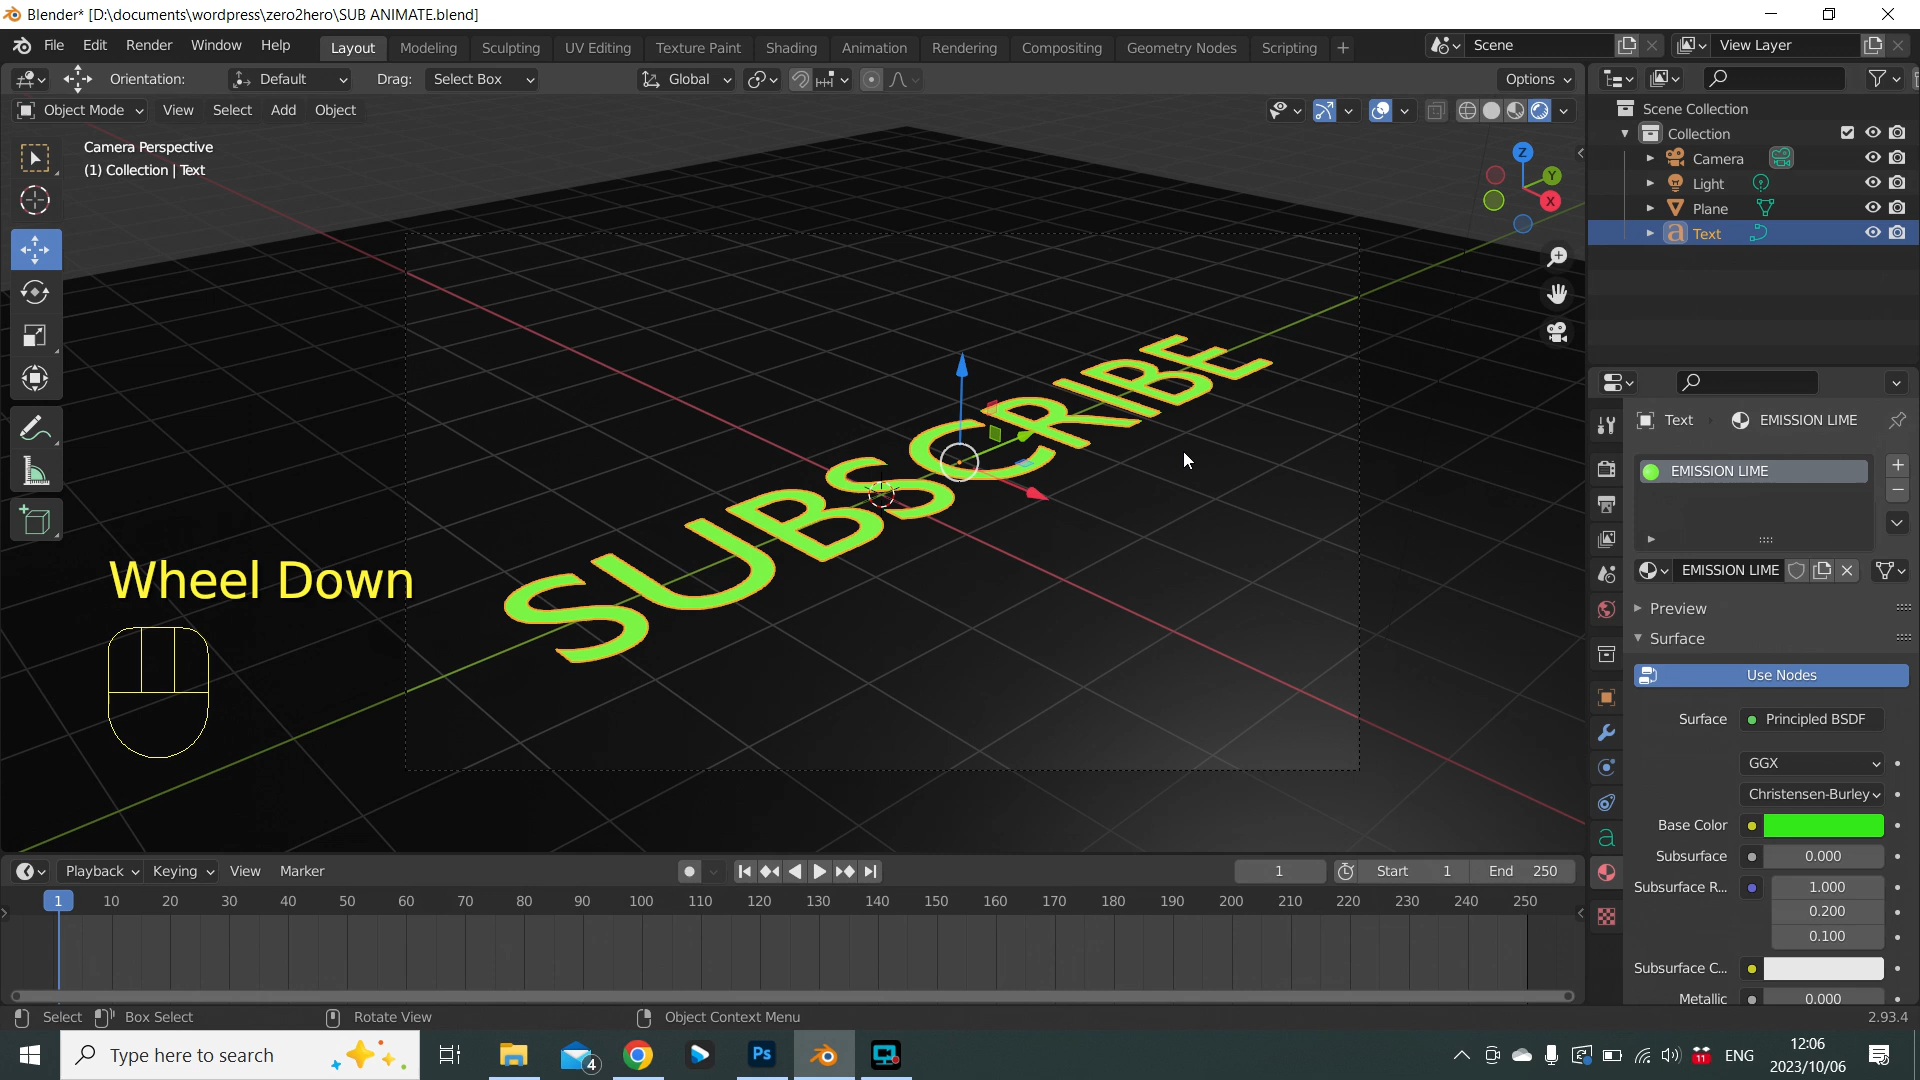 Blender* [D:\documents\wordpress\zero2hero\SUB ANIMATE.blend]
File Edit Render Window Help Layout Modeling Sculpting UV Editing Texture Paint Shading Animation Rendering Compositing Geometry Nodes Scripting + Scene View Layer
Orientation: Default Drag: Select Box Global Options
Object Mode View Select Add Object
Camera Perspective
(1) Collection | Text
Z
Y
X
SUBSCRIBE
Wheel Down
Scene Collection
Collection
Camera
Light
Plane
Text
Text EMISSION LIME
EMISSION LIME
EMISSION LIME
Preview
Surface
Use Nodes
Surface Principled BSDF
GGX
Christensen-Burley
Base Color
Subsurface 0.000
Subsurface R... 1.000
0.200
0.100
Subsurface C...
Metallic 0.000
Playback Keying View Marker 1 Start 1 End 250
1 10 20 30 40 50 60 70 80 90 100 110 120 130 140 150 160 170 180 190 200 210 220 230 240 250
Select Box Select Rotate View Object Context Menu 2.93.4
Type here to search 4 Ps 11 ENG 12:06
2023/10/06